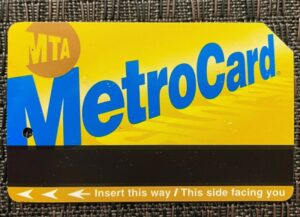 MTA
MetroCard
Insert this way / This side facing you